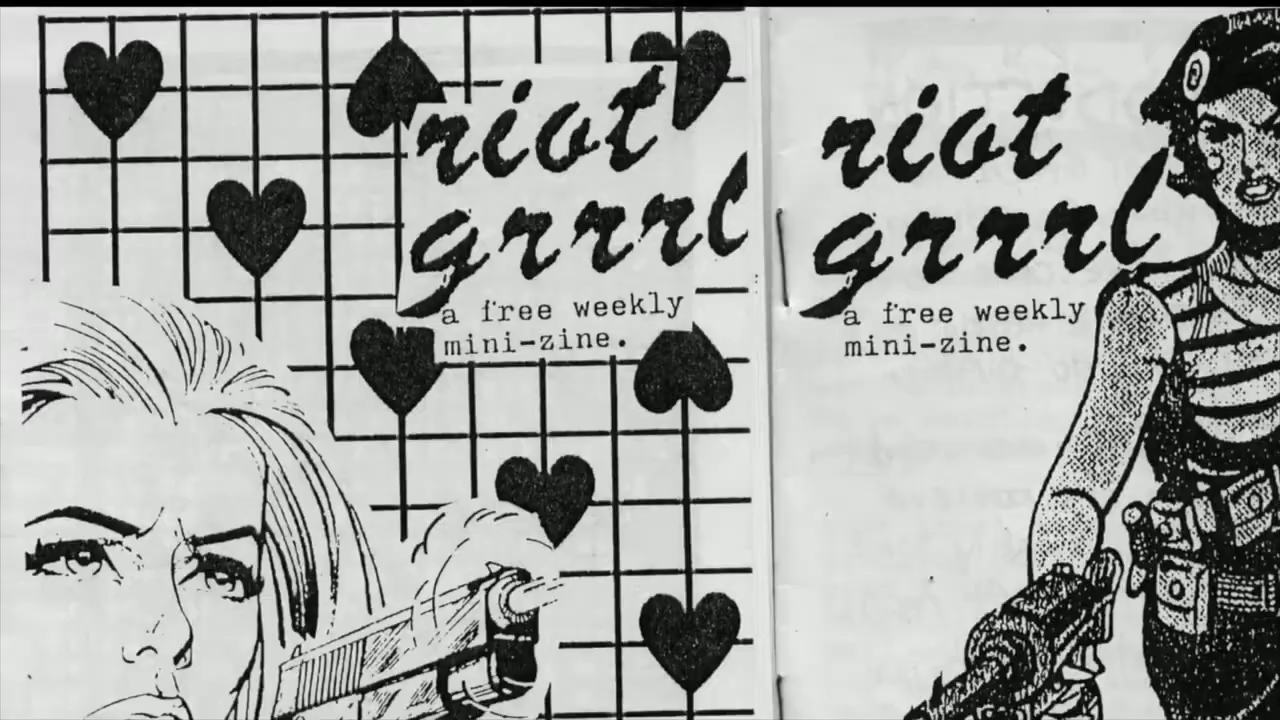 riot
grrrl
a free weekly
mini-zine.
riot
grrrl
a free weekly
mini-zine.